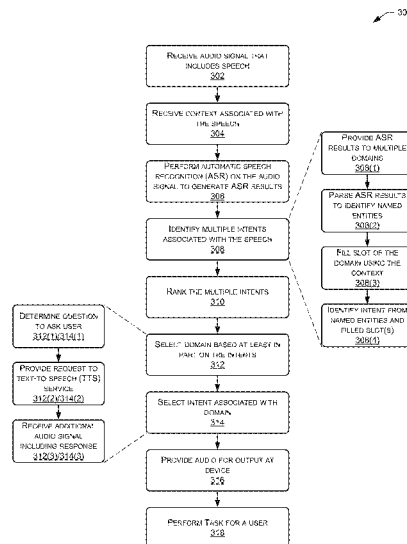 30
RECEIVE AUDIO SIGNAL THAT
INCLUDES SPEECH
302
RECEIVE CONTEXT ASSOCIATED WITH
THE SPEECH
304
PERFORM AUTOMATIC SPEECH
RECOGNITION (ASR) ON THE AUDIO
SIGNAL TO GENERATE ASR RESULTS
306
IDENTIFY MULTIPLE INTENTS
ASSOCIATED WITH THE SPEECH
308
RANK THE MULTIPLE INTENTS
310
SELECT DOMAIN BASED AT LEAST IN
PART ON THE INTENTS
312
SELECT INTENT ASSOCIATED WITH
DOMAIN
314
PROVIDE AUDIO FOR OUTPUT AT
DEVICE
316
PERFORM TASK FOR A USER
318
PROVIDE ASR
RESULTS TO MULTIPLE
DOMAINS
308(1)
PARSE ASR RESULTS
TO IDENTIFY NAMED
ENTITIES
308(2)
FILL SLOT OF THE
DOMAIN USING THE
CONTEXT
308(3)
IDENTIFY INTENT FROM
NAMED ENTITIES AND
FILLED SLOT(S)
308(4)
DETERMINE QUESTION
TO ASK USER
312(1)/314(1)
PROVIDE REQUEST TO
TEXT-TO SPEECH (TTS)
SERVICE
312(2)/314(2)
RECEIVE ADDITIONAL
AUDIO SIGNAL
INCLUDING RESPONSE
312(3)/314(3)